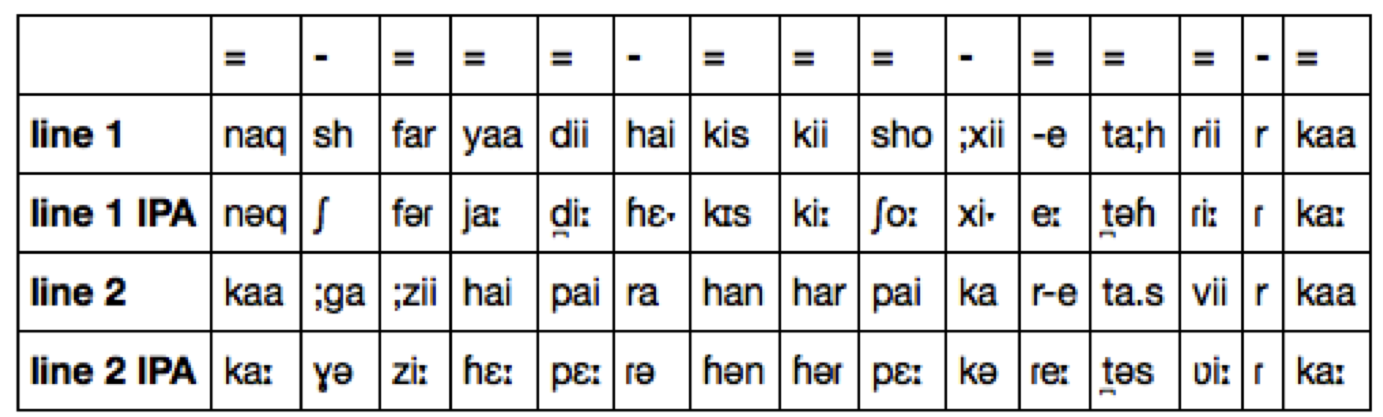 = - = = = - = = = - = = = - =
line 1 naq sh far yaa dii hai kis kii sho ;xii -e ta;h rii r kaa
line 1 IPA nəq ʃ fər jaː d̪iː ɦɛˑ kɪs kiː ʃoː xiˑ eː t̪əɦ riː ɾ kaː
line 2 kaa ;ga ;zii hai pai ra han har pai ka r-e ta.s vii r kaa
line 2 IPA kaː ɣə ziː ɦɛː pɛː rə ɦən ɦər pɛː kə reː t̪əs ʋiː ɾ kaː